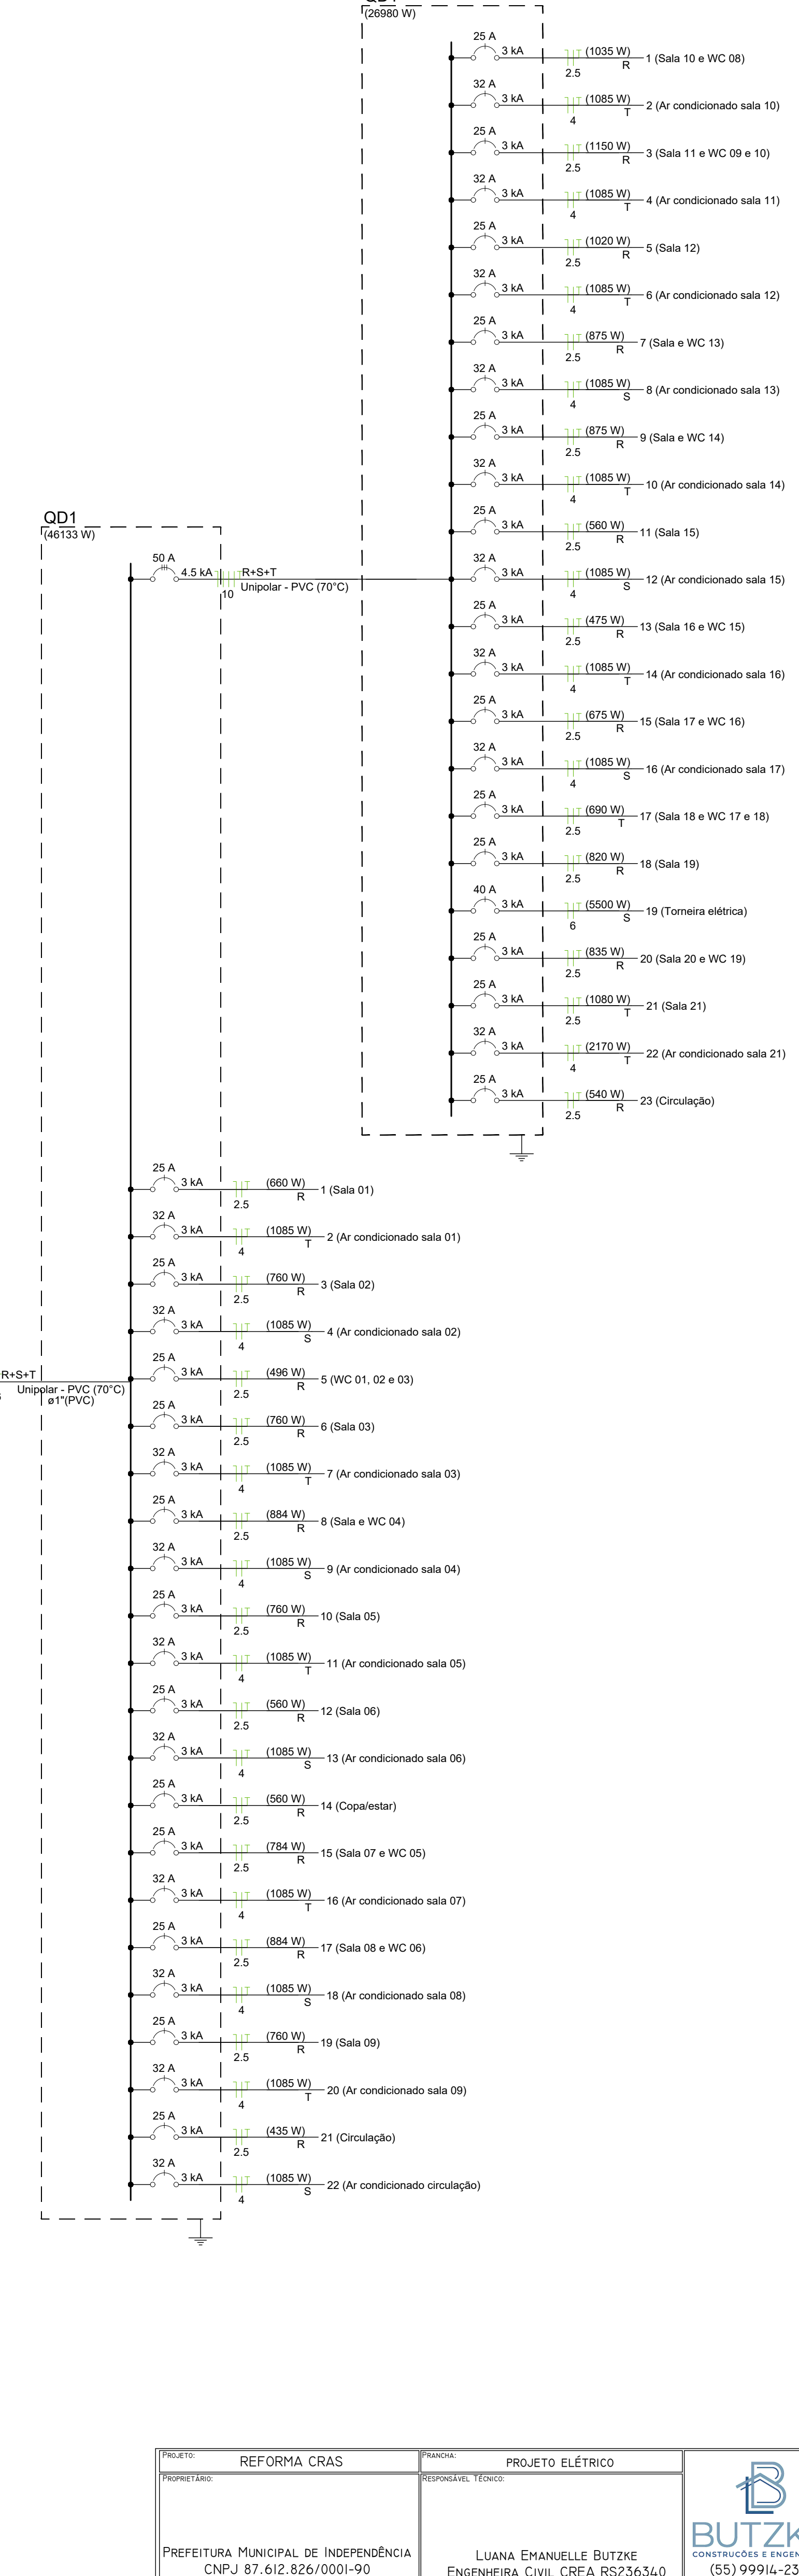 (26980 W)
25 A
3 kA
(1035 W)
R
2.5
1 (Sala 10 e WC 08)
32 A
3 kA
(1085 W)
T
4
2 (Ar condicionado sala 10)
25 A
3 kA
(1150 W)
R
2.5
3 (Sala 11 e WC 09 e 10)
32 A
3 kA
(1085 W)
T
4
4 (Ar condicionado sala 11)
25 A
3 kA
(1020 W)
R
2.5
5 (Sala 12)
32 A
3 kA
(1085 W)
T
4
6 (Ar condicionado sala 12)
25 A
3 kA
(875 W)
R
2.5
7 (Sala e WC 13)
32 A
3 kA
(1085 W)
S
4
8 (Ar condicionado sala 13)
25 A
3 kA
(875 W)
R
2.5
9 (Sala e WC 14)
32 A
3 kA
(1085 W)
T
4
10 (Ar condicionado sala 14)
25 A
3 kA
(560 W)
R
2.5
11 (Sala 15)
32 A
3 kA
(1085 W)
S
4
12 (Ar condicionado sala 15)
25 A
3 kA
(475 W)
R
2.5
13 (Sala 16 e WC 15)
32 A
3 kA
(1085 W)
T
4
14 (Ar condicionado sala 16)
25 A
3 kA
(675 W)
R
2.5
15 (Sala 17 e WC 16)
32 A
3 kA
(1085 W)
S
4
16 (Ar condicionado sala 17)
25 A
3 kA
(690 W)
T
2.5
17 (Sala 18 e WC 17 e 18)
25 A
3 kA
(820 W)
R
2.5
18 (Sala 19)
40 A
3 kA
(5500 W)
S
6
19 (Torneira elétrica)
25 A
3 kA
(835 W)
R
2.5
20 (Sala 20 e WC 19)
25 A
3 kA
(1080 W)
T
2.5
21 (Sala 21)
32 A
3 kA
(2170 W)
T
4
22 (Ar condicionado sala 21)
25 A
3 kA
(540 W)
R
2.5
23 (Circulação)
QD1
(46133 W)
50 A
4.5 kA
R+S+T
10
Unipolar - PVC (70°C)
25 A
3 kA
(660 W)
R
2.5
1 (Sala 01)
32 A
3 kA
(1085 W)
T
4
2 (Ar condicionado sala 01)
25 A
3 kA
(760 W)
R
2.5
3 (Sala 02)
32 A
3 kA
(1085 W)
S
4
4 (Ar condicionado sala 02)
R+S+T
Unipolar - PVC (70°C)
ø1"(PVC)
25 A
3 kA
(496 W)
R
2.5
5 (WC 01, 02 e 03)
25 A
3 kA
(760 W)
R
2.5
6 (Sala 03)
32 A
3 kA
(1085 W)
T
4
7 (Ar condicionado sala 03)
25 A
3 kA
(884 W)
R
2.5
8 (Sala e WC 04)
32 A
3 kA
(1085 W)
S
4
9 (Ar condicionado sala 04)
25 A
3 kA
(760 W)
R
2.5
10 (Sala 05)
32 A
3 kA
(1085 W)
T
4
11 (Ar condicionado sala 05)
25 A
3 kA
(560 W)
R
2.5
12 (Sala 06)
32 A
3 kA
(1085 W)
S
4
13 (Ar condicionado sala 06)
25 A
3 kA
(560 W)
R
2.5
14 (Copa/estar)
25 A
3 kA
(784 W)
R
2.5
15 (Sala 07 e WC 05)
32 A
3 kA
(1085 W)
T
4
16 (Ar condicionado sala 07)
25 A
3 kA
(884 W)
R
2.5
17 (Sala 08 e WC 06)
32 A
3 kA
(1085 W)
S
4
18 (Ar condicionado sala 08)
25 A
3 kA
(760 W)
R
2.5
19 (Sala 09)
32 A
3 kA
(1085 W)
T
4
20 (Ar condicionado sala 09)
25 A
3 kA
(435 W)
R
2.5
21 (Circulação)
32 A
3 kA
(1085 W)
S
4
22 (Ar condicionado circulação)
PROJETO:
REFORMA CRAS
PRANCHA:
PROJETO ELÉTRICO
PROPRIETÁRIO:
PREFEITURA MUNICIPAL DE INDEPENDÊNCIA
CNPJ 87.612.826/0001-90
RESPONSÁVEL TÉCNICO:
LUANA EMANUELLE BUTZKE
ENGENHEIRA CIVIL CREA RS236340
BUTZK
CONSTRUÇÕES E ENGEN
(55) 99914-23